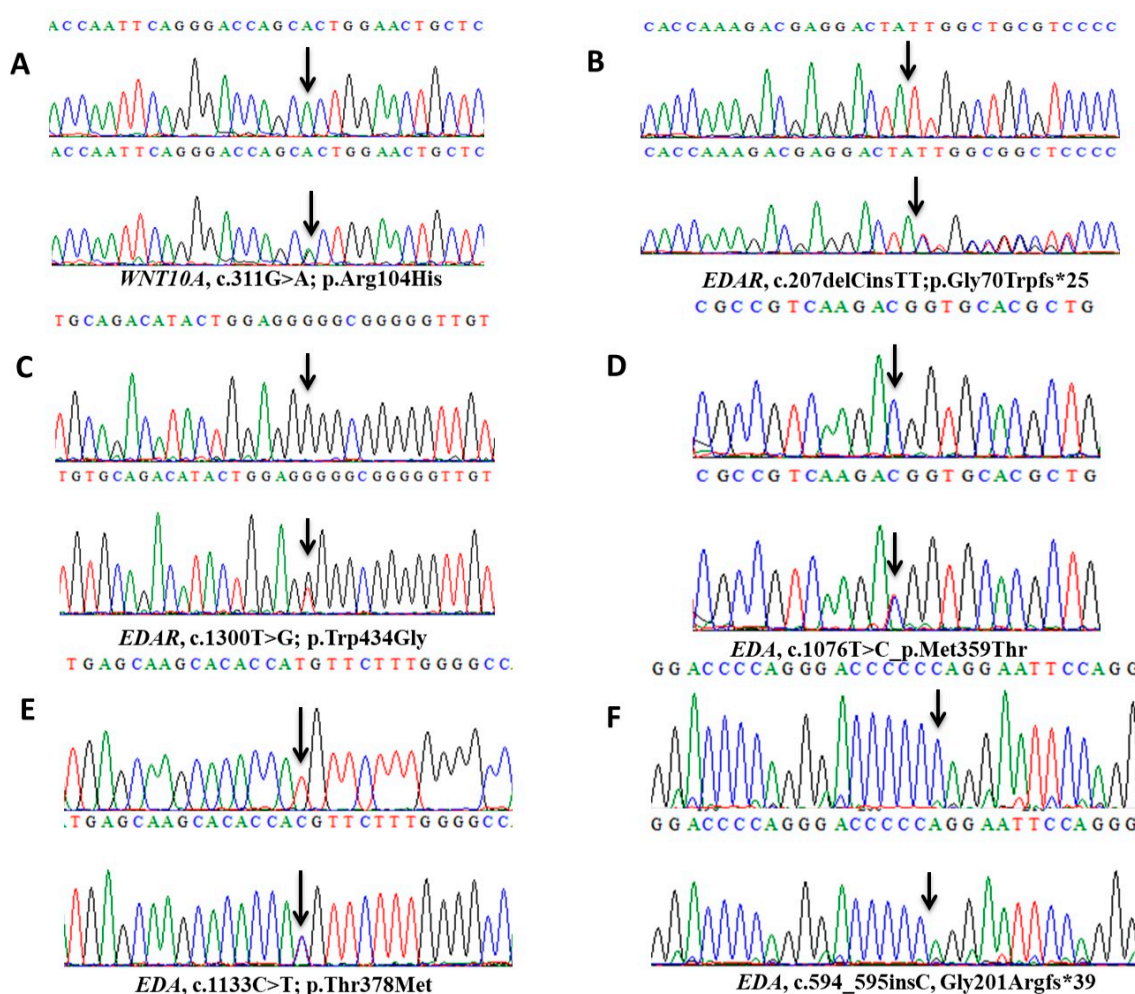 ACCAATTCAGGGACCAGCACTGGAACTGCTC
A
ACCAATTCAGGGACCAGCACTGGAACTGCTC
WNT10A, c.311G>A; p.Arg104His
CACCAAAGACGAGGACTATTGGCTGCGTCCCC
B
CACCAAAGACGAGGACTATTGGCGGCTCCCC
EDAR, c.207delCinsTT;p.Gly70Trpfs*25
TGCAGACATACTGGAGGGGGCGGGGGTTGT
C
TGTGCAGACATACTGGAGGGGGCGGGGGTTGT
EDAR, c.1300T>G; p.Trp434Gly
CGCCGTCAAGACGGTGCACGCTG
D
CGCCGTCAAGACGGTGCACGCTG
EDA, c.1076T>C_p.Met359Thr
TGAGCAAGCACACCATGTTCTTTGGGGCC
E
TGAGCAAGCACACCACGTTCTTTGGGGCC
EDA, c.1133C>T; p.Thr378Met
GGACCCCAGGGACCCCCCAGGAATTCCAGG
F
GGACCCCAGGGACCCCCAGGAATTCCAGGG
EDA, c.594_595insC, Gly201Argfs*39